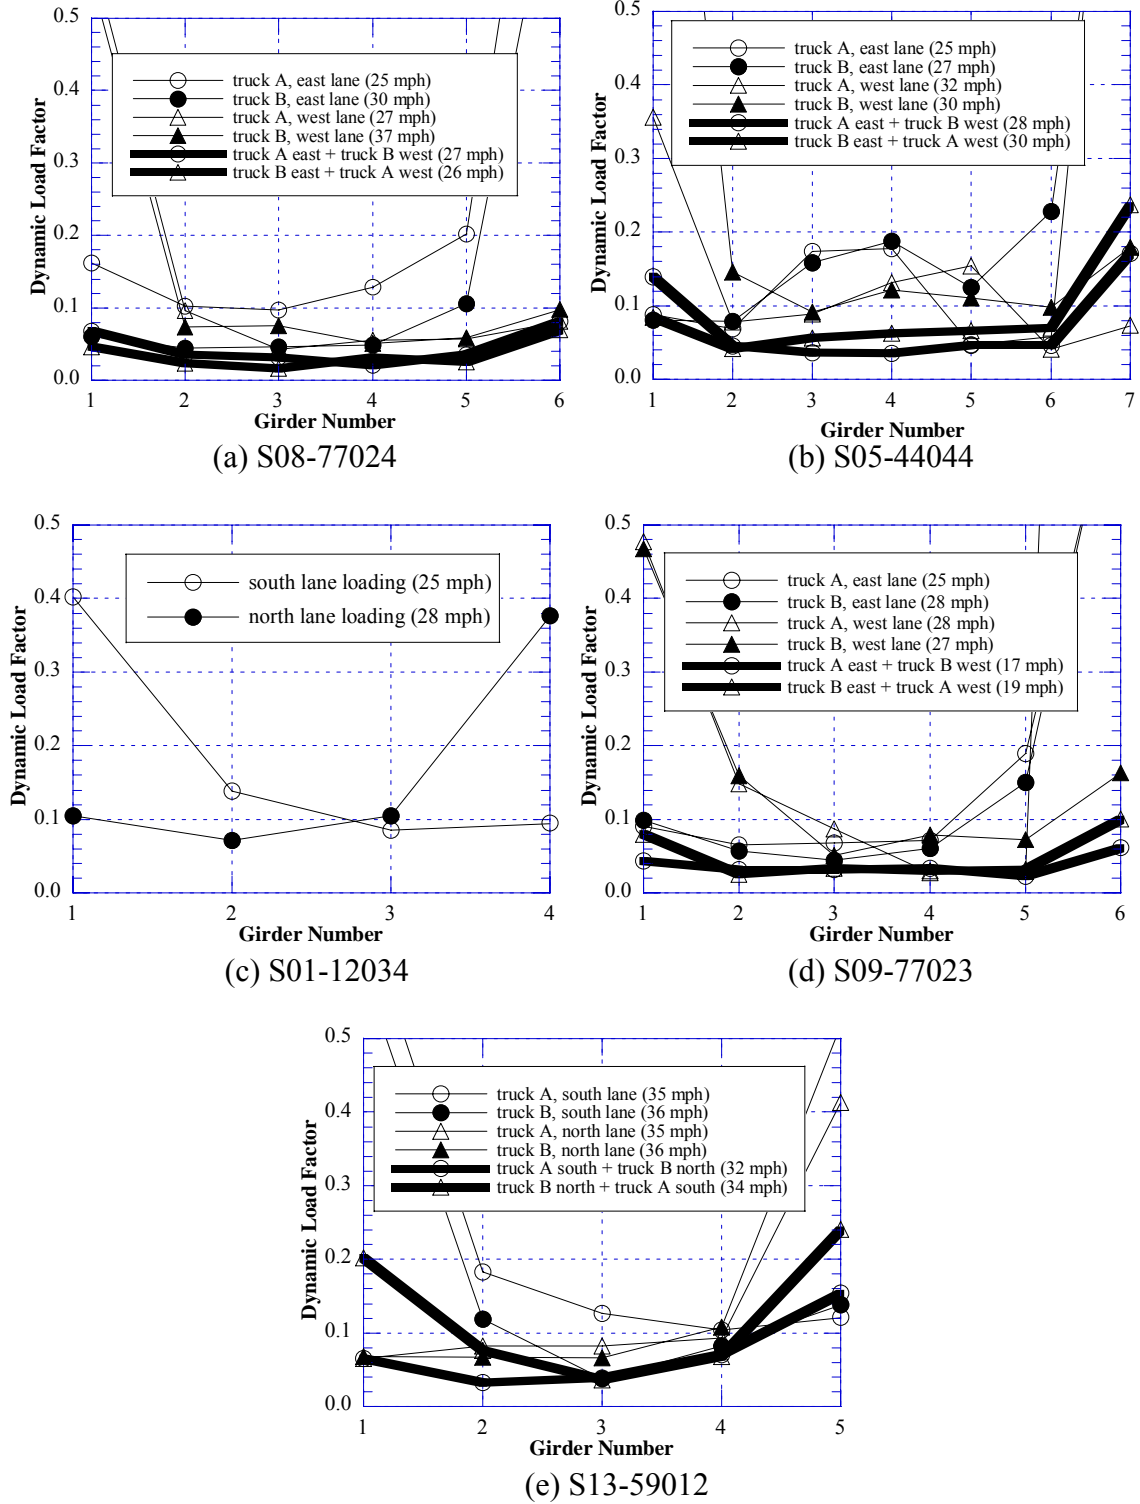 0.5
0.4
0.3
0.2
0.1
0.0
Dynamic Load Factor
truck A, east lane (25 mph)
truck B, east lane (30 mph)
truck A, west lane (27 mph)
truck B, west lane (37 mph)
truck A east + truck B west (27 mph)
truck B east + truck A west (26 mph)
1 2 3 4 5 6
Girder Number
(a) S08-77024
0.5
0.4
0.3
0.2
0.1
0.0
Dynamic Load Factor
truck A, east lane (25 mph)
truck B, east lane (27 mph)
truck A, west lane (32 mph)
truck B, west lane (30 mph)
truck A east + truck B west (28 mph)
truck B east + truck A west (30 mph)
1 2 3 4 5 6 7
Girder Number
(b) S05-44044
0.5
0.4
0.3
0.2
0.1
0.0
Dynamic Load Factor
south lane loading (25 mph)
north lane loading (28 mph)
1 2 3 4
Girder Number
(c) S01-12034
0.5
0.4
0.3
0.2
0.1
0.0
Dynamic Load Factor
truck A, east lane (25 mph)
truck B, east lane (28 mph)
truck A, west lane (28 mph)
truck B, west lane (27 mph)
truck A east + truck B west (17 mph)
truck B east + truck A west (19 mph)
1 2 3 4 5 6
Girder Number
(d) S09-77023
0.5
0.4
0.3
0.2
0.1
0.0
Dynamic Load Factor
truck A, south lane (35 mph)
truck B, south lane (36 mph)
truck A, north lane (35 mph)
truck B, north lane (36 mph)
truck A south + truck B north (32 mph)
truck B north + truck A south (34 mph)
1 2 3 4 5
Girder Number
(e) S13-59012